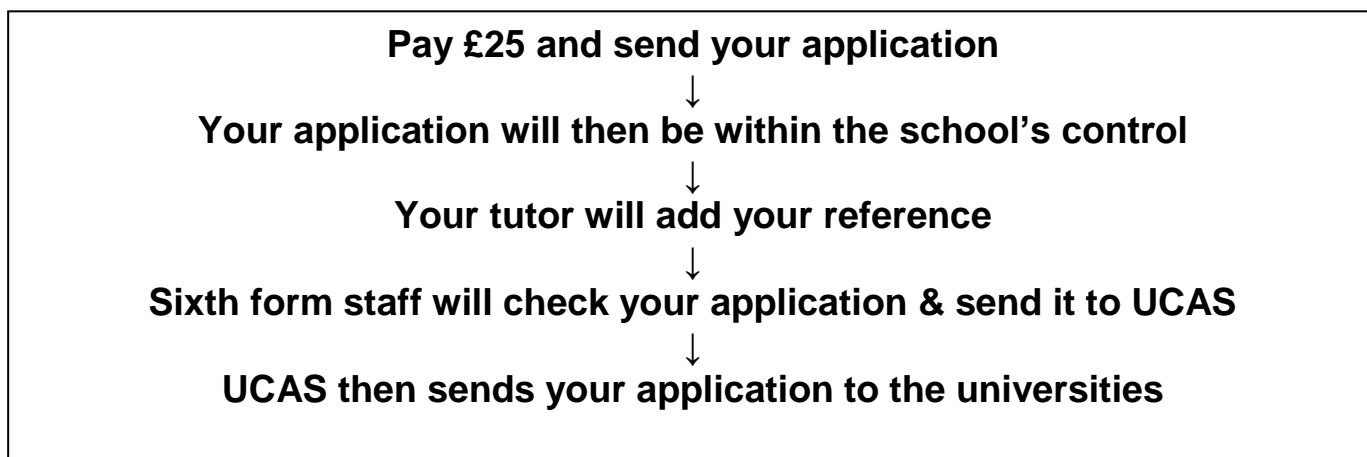 Pay £25 and send your application
↓
Your application will then be within the school's control
↓
Your tutor will add your reference
↓
Sixth form staff will check your application & send it to UCAS
↓
UCAS then sends your application to the universities